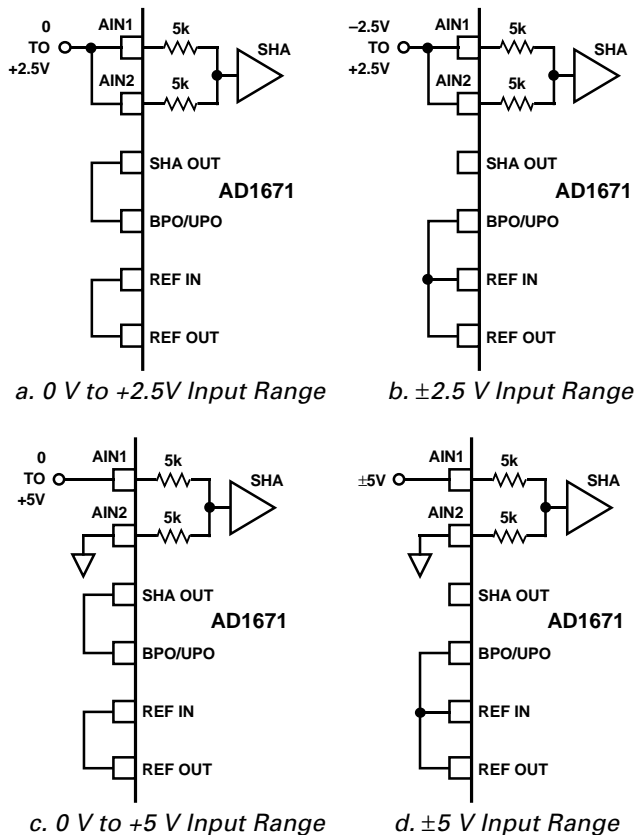 0
TO
+2.5V
AIN1
5k
SHA
AIN2
5k
SHA OUT
AD1671
BPO/UPO
REF IN
REF OUT
a. 0 V to +2.5V Input Range
–2.5V
TO
+2.5V
AIN1
5k
SHA
AIN2
5k
SHA OUT
AD1671
BPO/UPO
REF IN
REF OUT
b. ±2.5 V Input Range
0
TO
+5V
AIN1
5k
SHA
AIN2
5k
SHA OUT
AD1671
BPO/UPO
REF IN
REF OUT
c. 0 V to +5 V Input Range
±5V
AIN1
5k
SHA
AIN2
5k
SHA OUT
AD1671
BPO/UPO
REF IN
REF OUT
d. ±5 V Input Range